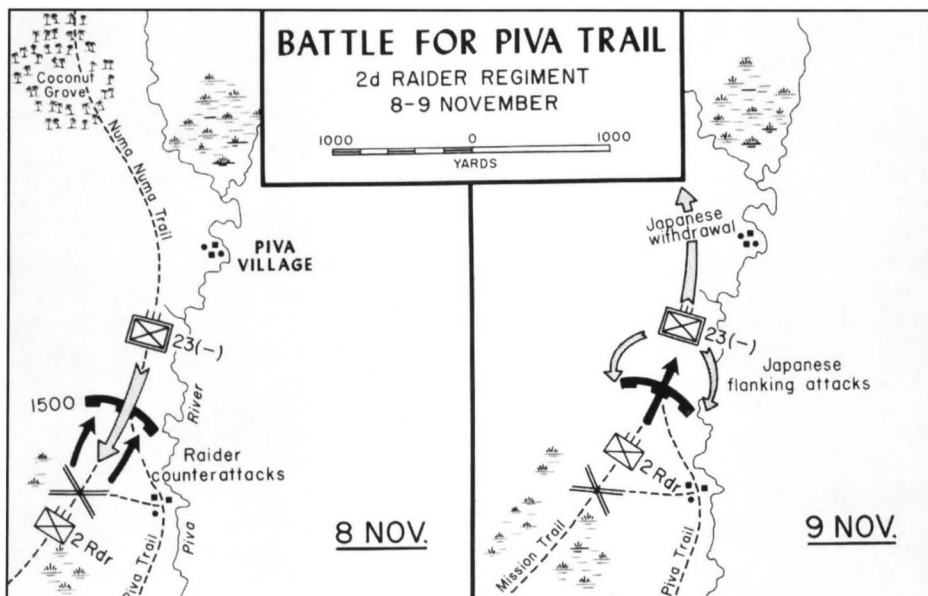 BATTLE FOR PIVA TRAIL
2d RAIDER REGIMENT
8-9 NOVEMBER
1000 0 1000
YARDS
Coconut
Grove
Numa Numa Trail
PIVA
VILLAGE
23(-)
1500
River
Raider
counterattacks
2 Rdr
Piva Trail
Piva
8 NOV.
Japanese
withdrawal
23(-)
Japanese
flanking attacks
2 Rdr
Mission Trail
Piva Trail
9 NOV.